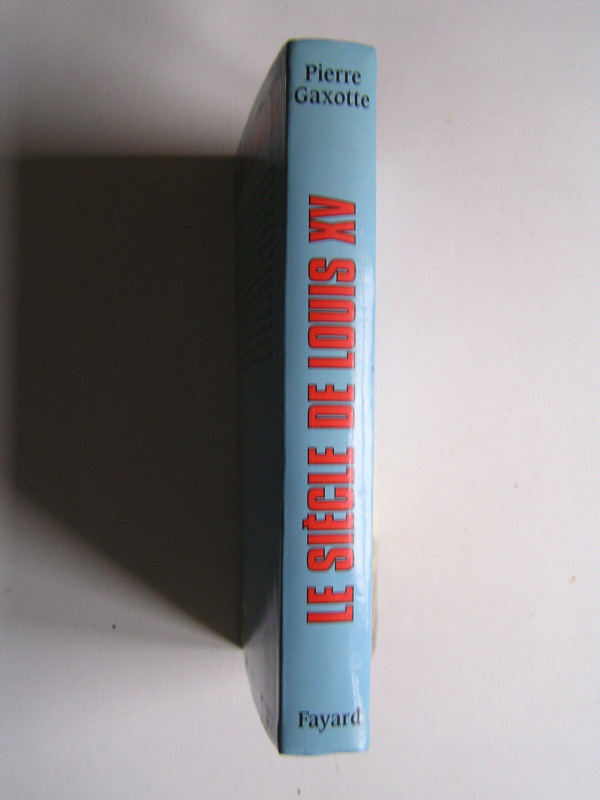 Pierre
Gaxotte
LE SIÈCLE DE LOUIS XV
Fayard